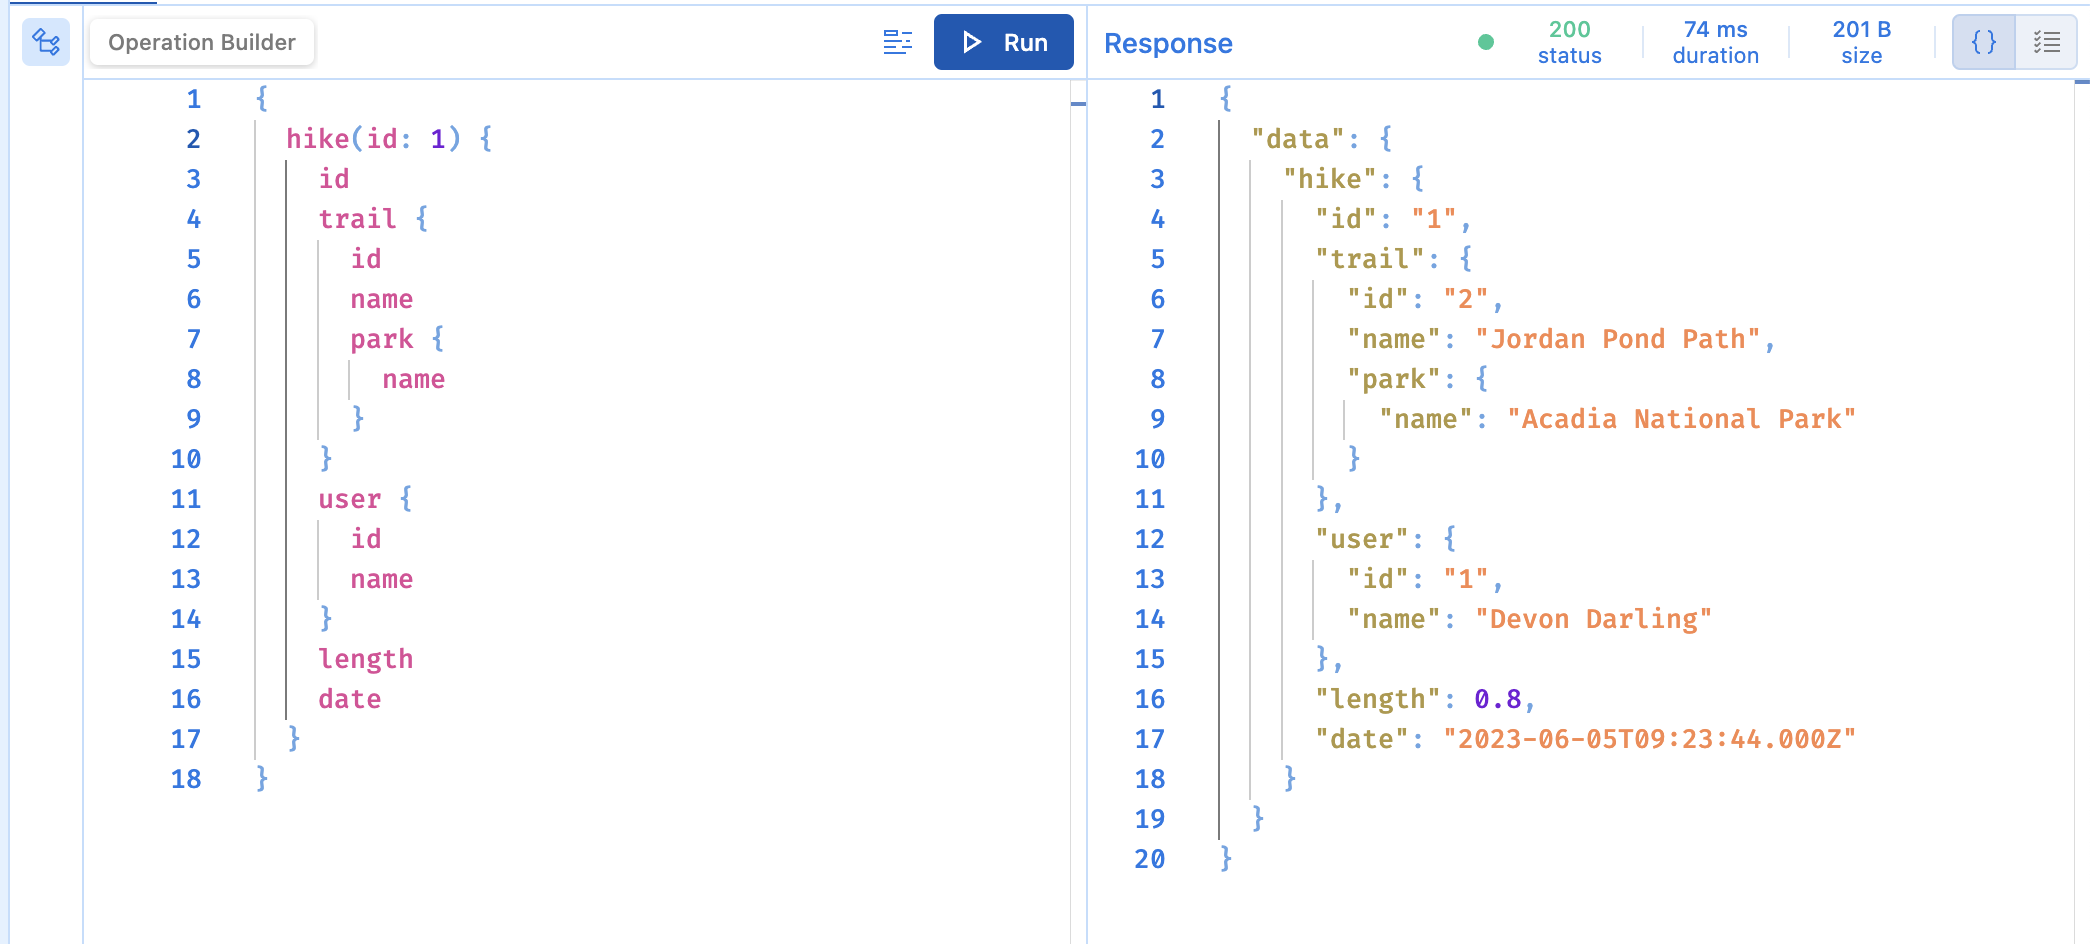 Operation Builder
Run
1 {
2 hike(id: 1) {
3 id
4 trail {
5 id
6 name
7 park {
8 name
9 }
10 }
11 user {
12 id
13 name
14 }
15 length
16 date
17 }
18 }
Response
200 status
74 ms duration
201 B size
{}
1 {
2 "data": {
3 "hike": {
4 "id": "1",
5 "trail": {
6 "id": "2",
7 "name": "Jordan Pond Path",
8 "park": {
9 "name": "Acadia National Park"
10 }
11 },
12 "user": {
13 "id": "1",
14 "name": "Devon Darling"
15 },
16 "length": 0.8,
17 "date": "2023-06-05T09:23:44.000Z"
18 }
19 }
20 }